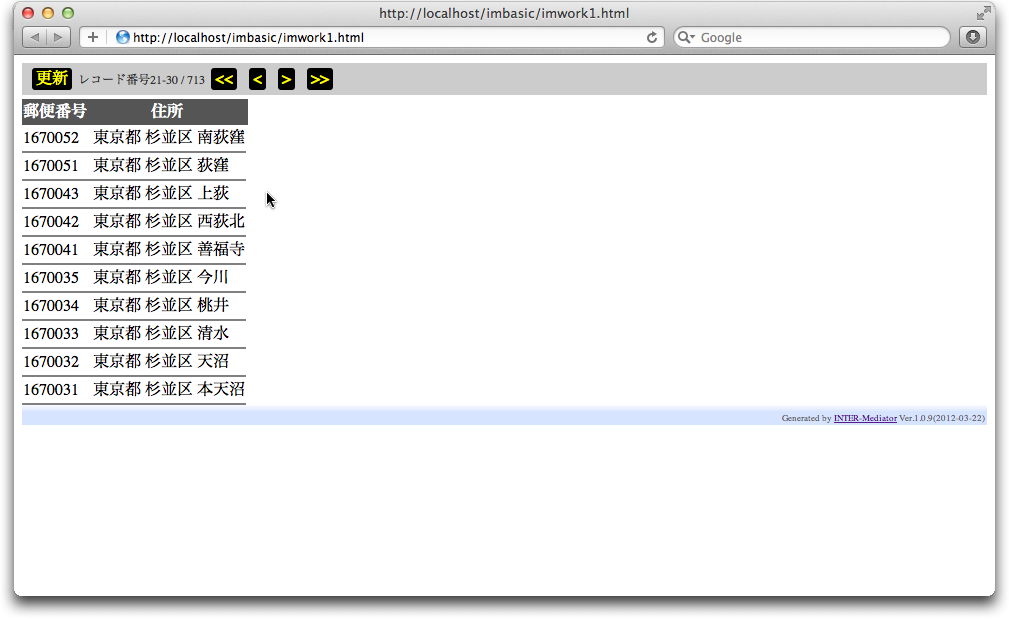 http://localhost/imbasic/imwork1.html
http://localhost/imbasic/imwork1.html Google
更新 レコード番号21-30 / 713 << < > >>
郵便番号 住所
1670052 東京都 杉並区 南荻窪
1670051 東京都 杉並区 荻窪
1670043 東京都 杉並区 上荻
1670042 東京都 杉並区 西荻北
1670041 東京都 杉並区 善福寺
1670035 東京都 杉並区 今川
1670034 東京都 杉並区 桃井
1670033 東京都 杉並区 清水
1670032 東京都 杉並区 天沼
1670031 東京都 杉並区 本天沼
Generated by INTER-Mediator Ver.1.0.9(2012-03-22)